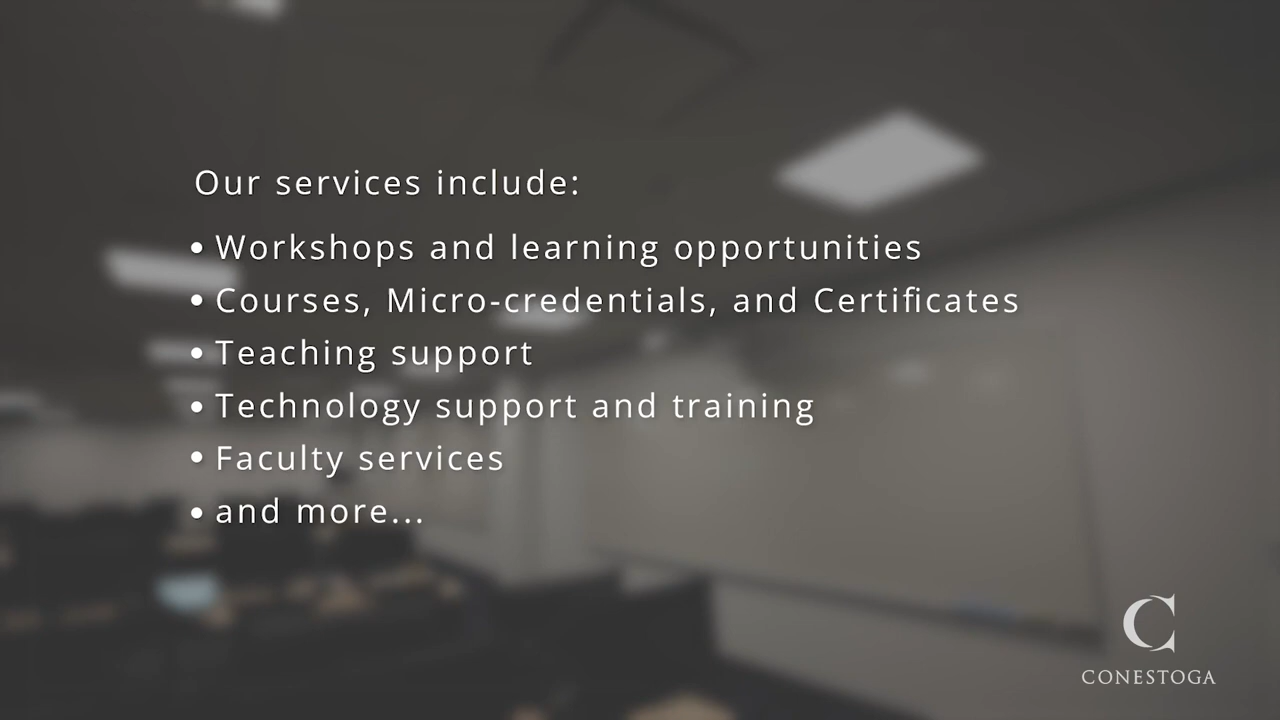 Our services include:
• Workshops and learning opportunities
• Courses, Micro-credentials, and Certificates
• Teaching support
• Technology support and training
• Faculty services
• and more...
C
CONESTOGA